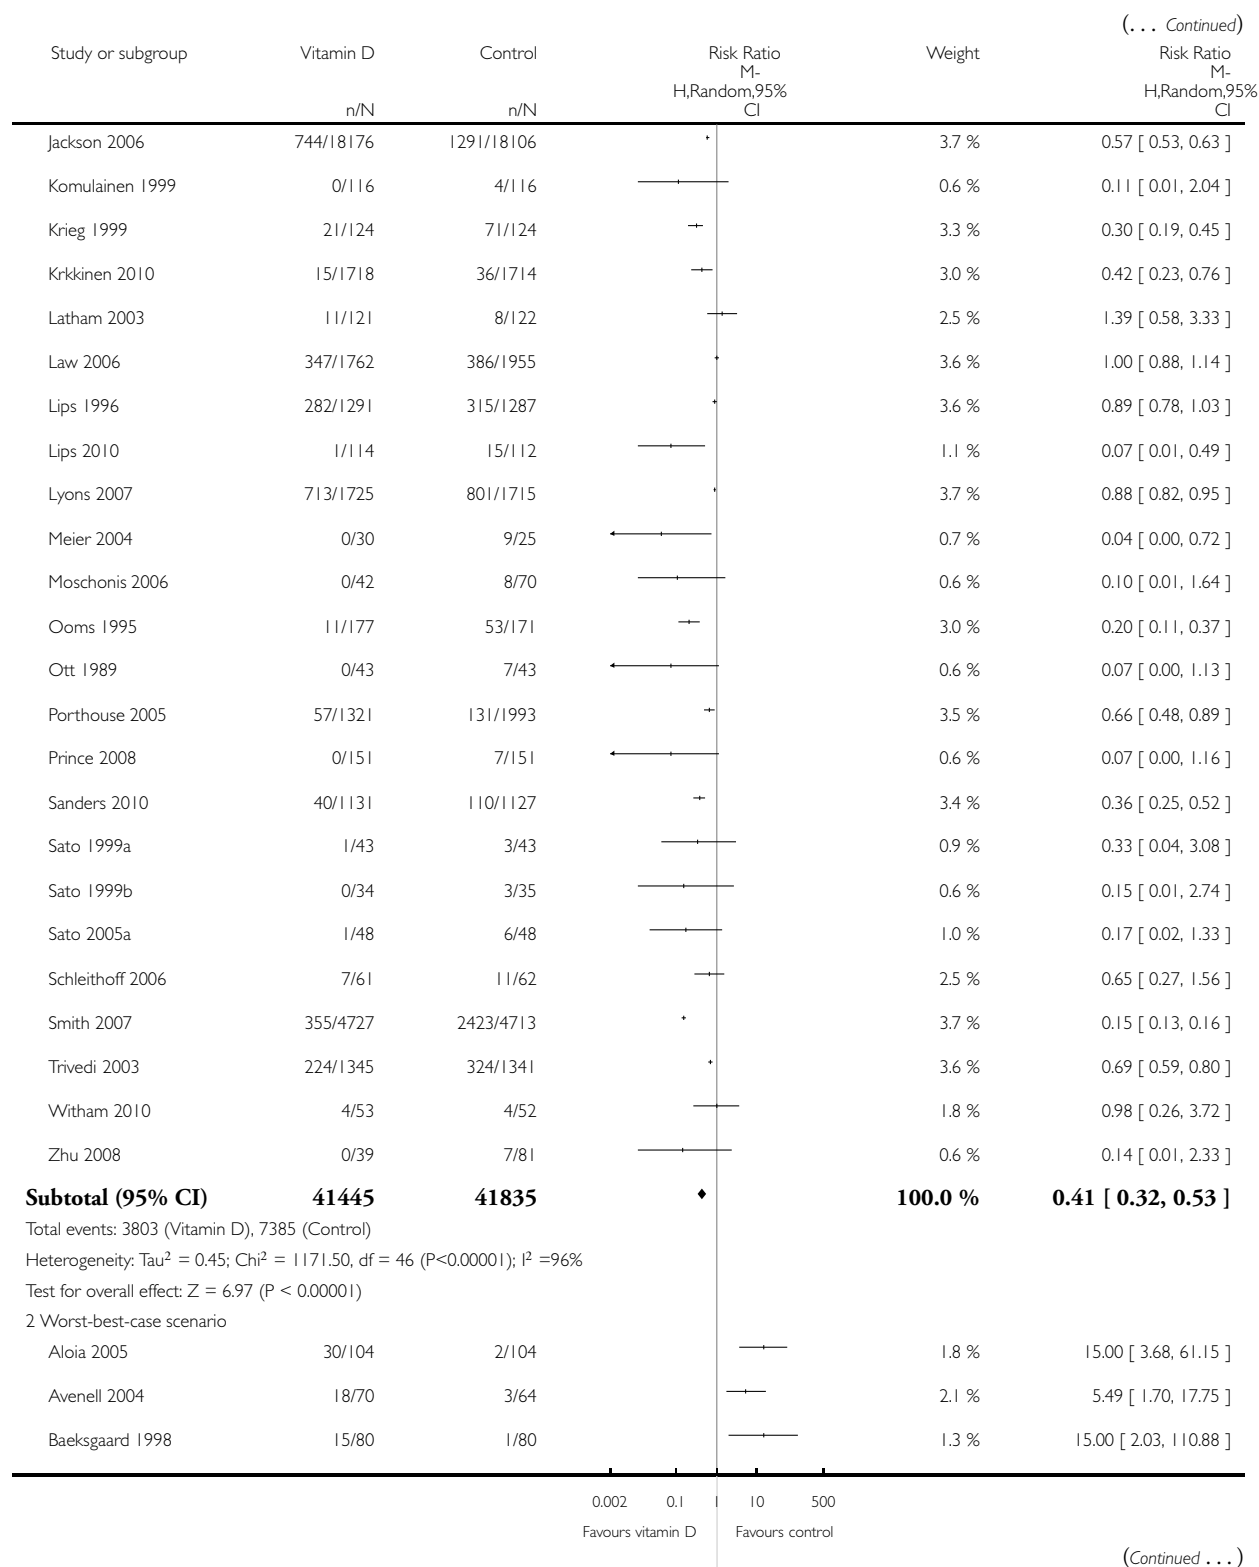 (... Continued)
Study or subgroup Vitamin D Control Risk Ratio Weight Risk Ratio
M- M-
H,Random,95% H,Random,95%
n/N n/N CI CI
Jackson 2006 744/18176 1291/18106 3.7 % 0.57 [ 0.53, 0.63 ]
Komulainen 1999 0/116 4/116 0.6 % 0.11 [ 0.01, 2.04 ]
Krieg 1999 21/124 71/124 3.3 % 0.30 [ 0.19, 0.45 ]
Krkkinen 2010 15/1718 36/1714 3.0 % 0.42 [ 0.23, 0.76 ]
Latham 2003 11/121 8/122 2.5 % 1.39 [ 0.58, 3.33 ]
Law 2006 347/1762 386/1955 3.6 % 1.00 [ 0.88, 1.14 ]
Lips 1996 282/1291 315/1287 3.6 % 0.89 [ 0.78, 1.03 ]
Lips 2010 1/114 15/112 1.1 % 0.07 [ 0.01, 0.49 ]
Lyons 2007 713/1725 801/1715 3.7 % 0.88 [ 0.82, 0.95 ]
Meier 2004 0/30 9/25 0.7 % 0.04 [ 0.00, 0.72 ]
Moschonis 2006 0/42 8/70 0.6 % 0.10 [ 0.01, 1.64 ]
Ooms 1995 11/177 53/171 3.0 % 0.20 [ 0.11, 0.37 ]
Ott 1989 0/43 7/43 0.6 % 0.07 [ 0.00, 1.13 ]
Porthouse 2005 57/1321 131/1993 3.5 % 0.66 [ 0.48, 0.89 ]
Prince 2008 0/151 7/151 0.6 % 0.07 [ 0.00, 1.16 ]
Sanders 2010 40/1131 110/1127 3.4 % 0.36 [ 0.25, 0.52 ]
Sato 1999a 1/43 3/43 0.9 % 0.33 [ 0.04, 3.08 ]
Sato 1999b 0/34 3/35 0.6 % 0.15 [ 0.01, 2.74 ]
Sato 2005a 1/48 6/48 1.0 % 0.17 [ 0.02, 1.33 ]
Schleithoff 2006 7/61 11/62 2.5 % 0.65 [ 0.27, 1.56 ]
Smith 2007 355/4727 2423/4713 3.7 % 0.15 [ 0.13, 0.16 ]
Trivedi 2003 224/1345 324/1341 3.6 % 0.69 [ 0.59, 0.80 ]
Witham 2010 4/53 4/52 1.8 % 0.98 [ 0.26, 3.72 ]
Zhu 2008 0/39 7/81 0.6 % 0.14 [ 0.01, 2.33 ]
Subtotal (95% CI) 41445 41835 100.0 % 0.41 [ 0.32, 0.53 ]
Total events: 3803 (Vitamin D), 7385 (Control)
Heterogeneity: Tau² = 0.45; Chi² = 1171.50, df = 46 (P<0.00001); I² =96%
Test for overall effect: Z = 6.97 (P < 0.00001)
2 Worst-best-case scenario
Aloia 2005 30/104 2/104 1.8 % 15.00 [ 3.68, 61.15 ]
Avenell 2004 18/70 3/64 2.1 % 5.49 [ 1.70, 17.75 ]
Baeksgaard 1998 15/80 1/80 1.3 % 15.00 [ 2.03, 110.88 ]
0.002 0.1 1 10 500
Favours vitamin D Favours control
(Continued ...)